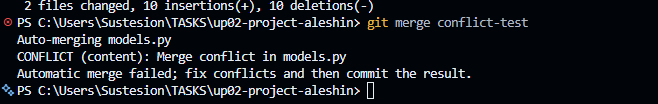 2 files changed, 10 insertions(+), 10 deletions(-)
PS C:\Users\Sustesion\TASKS\up02-project-aleshin> git merge conflict-test
Auto-merging models.py
CONFLICT (content): Merge conflict in models.py
Automatic merge failed; fix conflicts and then commit the result.
PS C:\Users\Sustesion\TASKS\up02-project-aleshin>